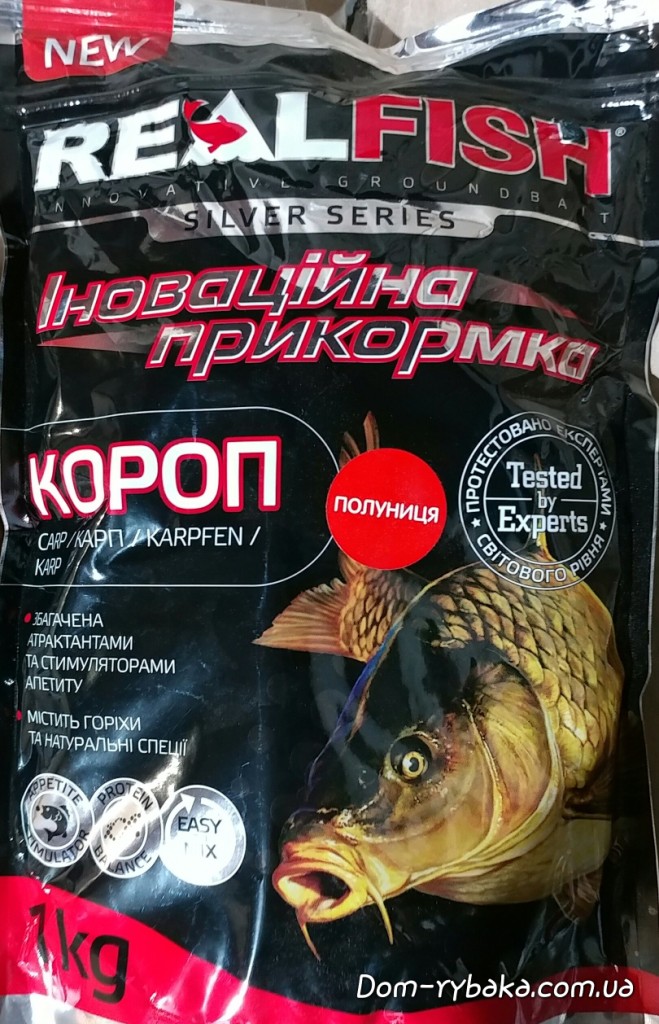 NEW
REALFISH®
INNOVATIVE GROUNDBAIT
SILVER SERIES
Іноваційна
прикормка
КОРОП
CARP / КАРП / KARPFEN /
KARP
ПОЛУНИЦЯ
ПРОТЕСТОВАНО ЕКСПЕРТАМИ
Tested
by
Experts
СВІТОВОГО РІВНЯ
ЗБАГАЧЕНА
АТРАКТАНТАМИ
ТА СТИМУЛЯТОРАМИ
АПЕТИТУ
МІСТИТЬ ГОРІХИ
ТА НАТУРАЛЬНІ СПЕЦІЇ
APPETITE
STIMULATOR
PROTEIN
BALANCE
EASY
MIX
1kg
Dom-rybaka.com.ua